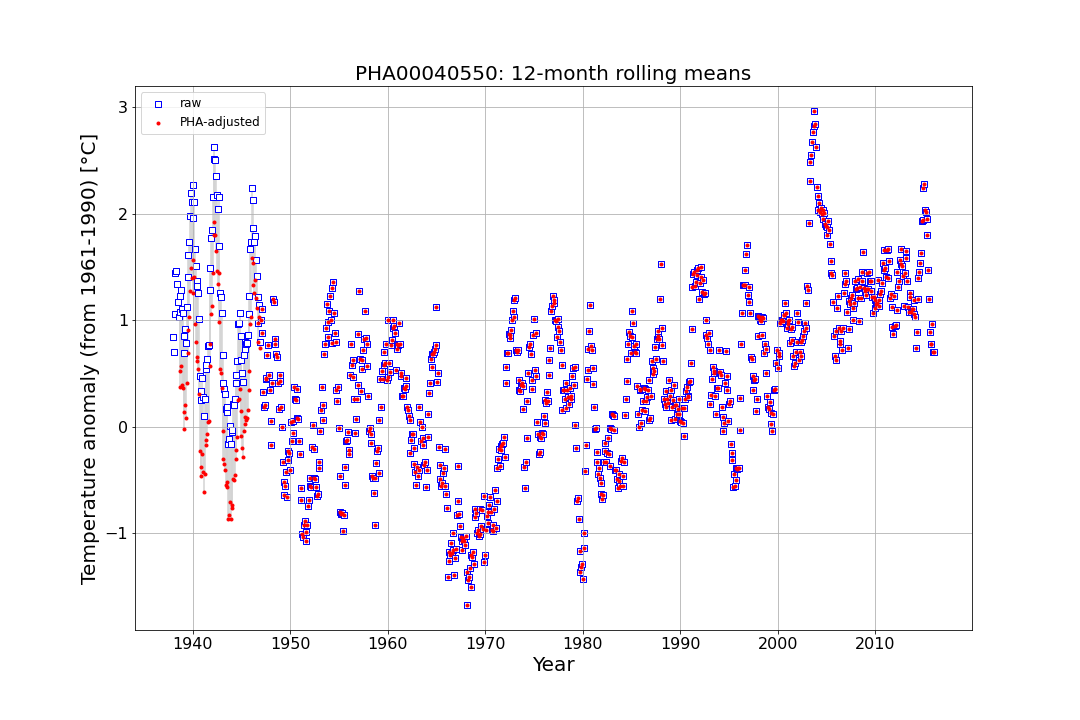 PHA00040550: 12-month rolling means
raw
PHA-adjusted
Temperature anomaly (from 1961-1990) [°C]
3
2
1
0
−1
1940 1950 1960 1970 1980 1990 2000 2010
Year